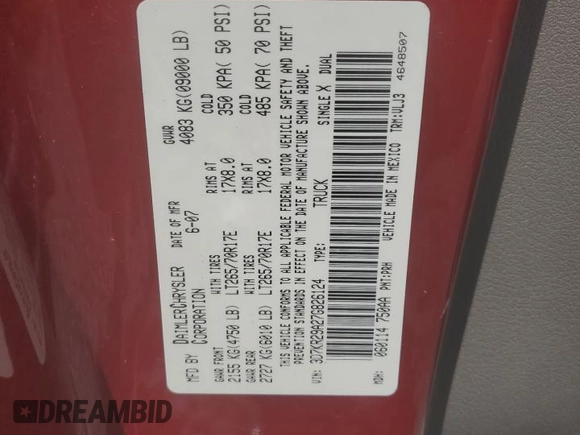 MFD BY DAIMLERCHRYSLER CORPORATION
DATE OF MFR 6-07
GVWR 4083 KG(09000 LB)
GAWR FRONT WITH TIRES RIMS AT COLD
2155 KG(4750 LB) LT265/70R17E 17X8.0 350 KPA( 50 PSI)
GAWR REAR WITH TIRES RIMS AT COLD
2727 KG(6010 LB) LT265/70R17E 17X8.0 485 KPA( 70 PSI)
THIS VEHICLE CONFORMS TO ALL APPLICABLE FEDERAL MOTOR VEHICLE SAFETY AND THEFT
STANDARDS IN EFFECT ON THE DATE OF MANUFACTURE SHOWN ABOVE.
VIN: 3D7KR29A27G826124 TYPE: TRUCK SINGLE X DUAL
MDH: 060114 750AA PNT:PRH VEHICLE MADE IN MEXICO TRM:VLJ3 4648507
DREAMBID